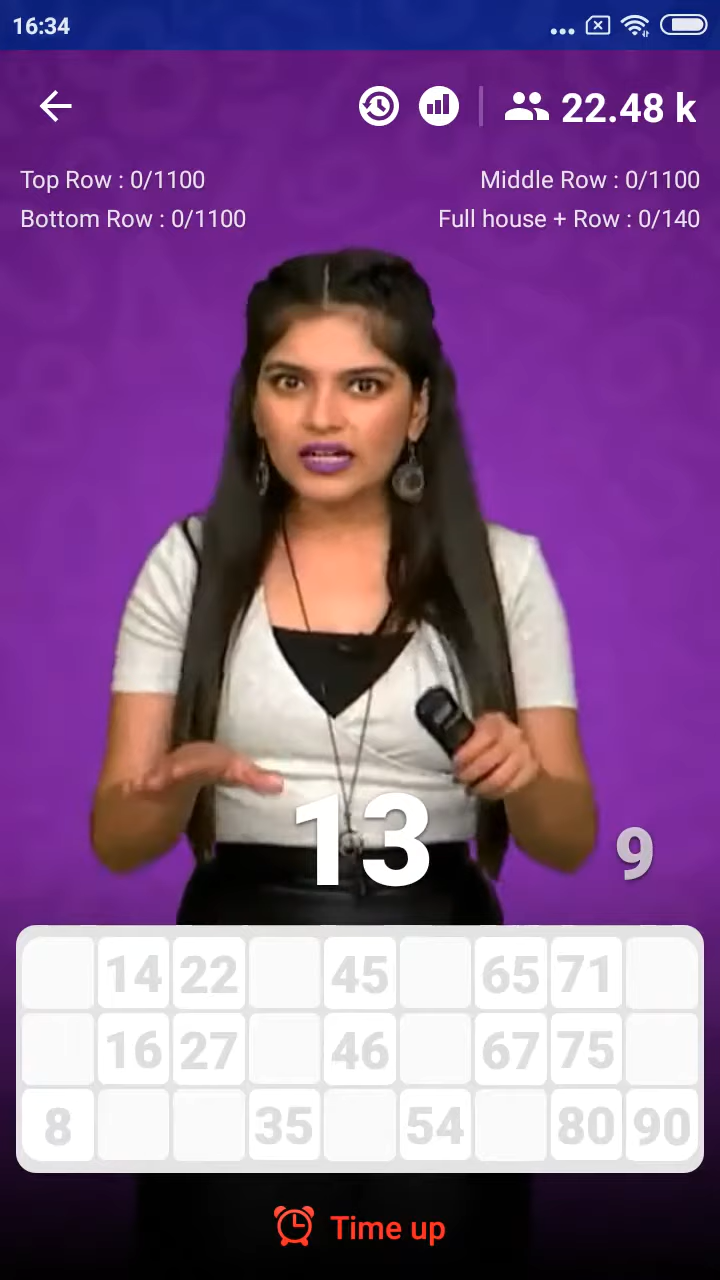 16:34
22.48 k
Top Row : 0/1100
Middle Row : 0/1100
Bottom Row : 0/1100
Full house + Row : 0/140
13
9
14 22 45 65 71
16 27 46 67 75
8 35 54 80 90
Time up